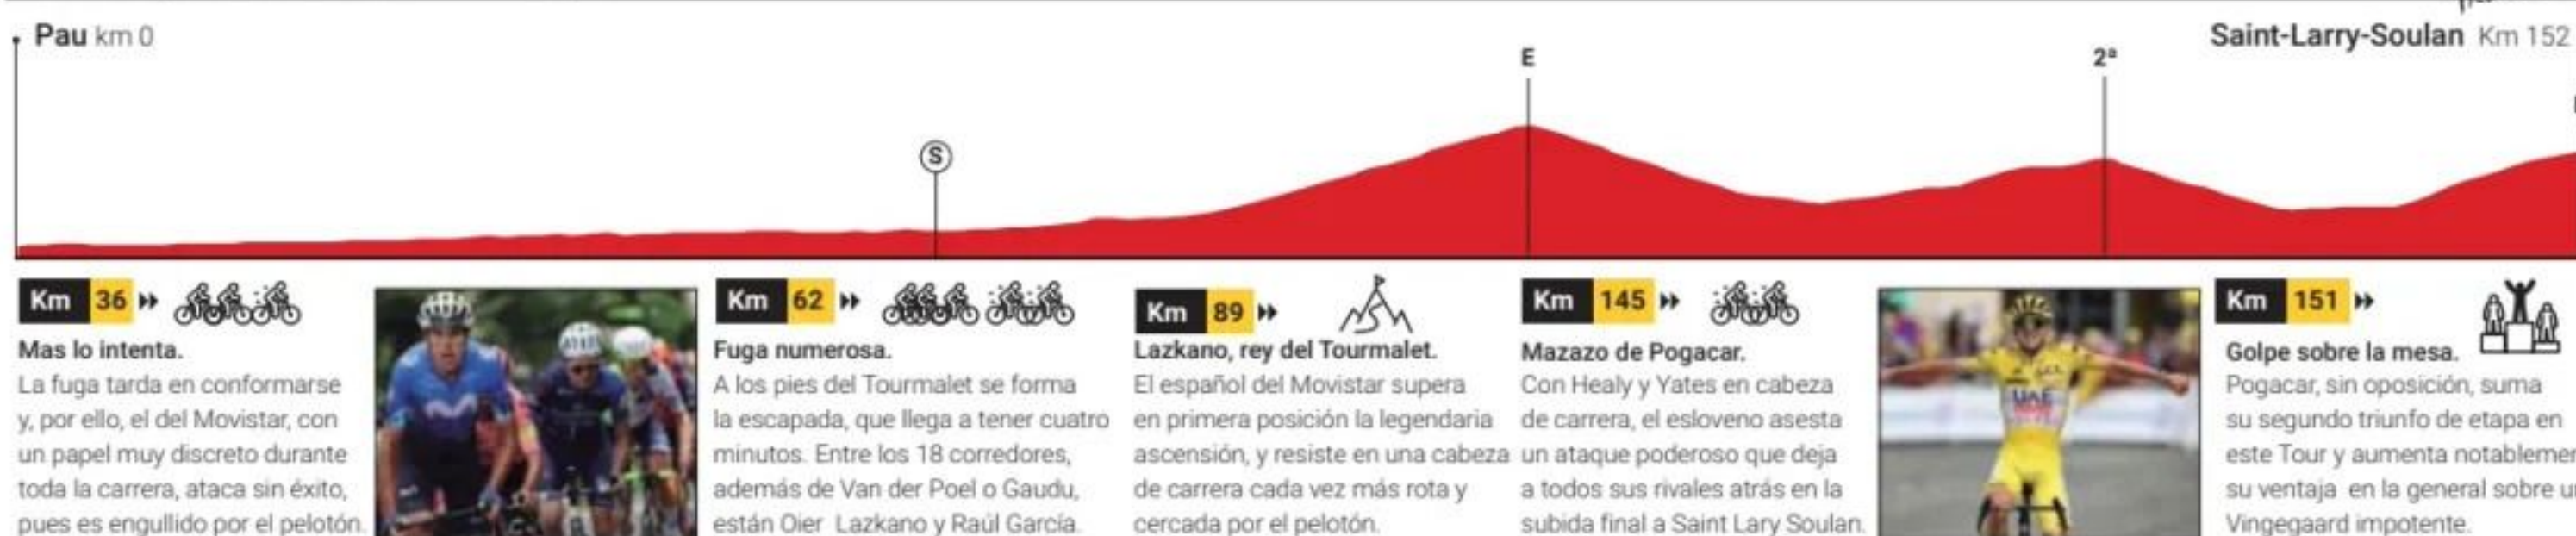 Pau km 0
Saint-Larry-Soulan Km 152
E
2ª
S
Km 36
Mas lo intenta.
La fuga tarda en conformarse
y, por ello, el del Movistar, con
un papel muy discreto durante
toda la carrera, ataca sin éxito,
pues es engullido por el pelotón.
Km 62
Fuga numerosa.
A los pies del Tourmalet se forma
la escapada, que llega a tener cuatro
minutos. Entre los 18 corredores,
además de Van der Poel o Gaudu,
están Oier Lazkano y Raúl García.
Km 89
Lazkano, rey del Tourmalet.
El español del Movistar supera
en primera posición la legendaria
ascensión, y resiste en una cabeza
de carrera cada vez más rota y
cercada por el pelotón.
Km 145
Mazazo de Pogacar.
Con Healy y Yates en cabeza
de carrera, el esloveno asesta
un ataque poderoso que deja
a todos sus rivales atrás en la
subida final a Saint Lary Soulan.
UAE
Km 151
Golpe sobre la mesa.
Pogacar, sin oposición, suma
su segundo triunfo de etapa en
este Tour y aumenta
su ventaja en la general sobre
Vingegaard impotente.